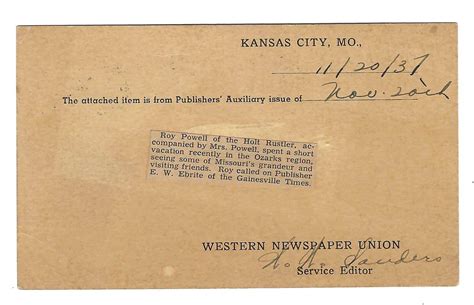 KANSAS CITY, MO.,
11/20/37
The attached item is from Publishers' Auxiliary issue of Nov. 20th
Roy Powell of the Holt Rustler, ac-
companied by Mrs. Powell, spent a short
vacation recently in the Ozarks region,
seeing some of Missouri's grandeur and
visiting friends. Roy called on Publisher
E. W. Ebrite of the Gainesville Times.
WESTERN NEWSPAPER UNION
Sanders
Service Editor